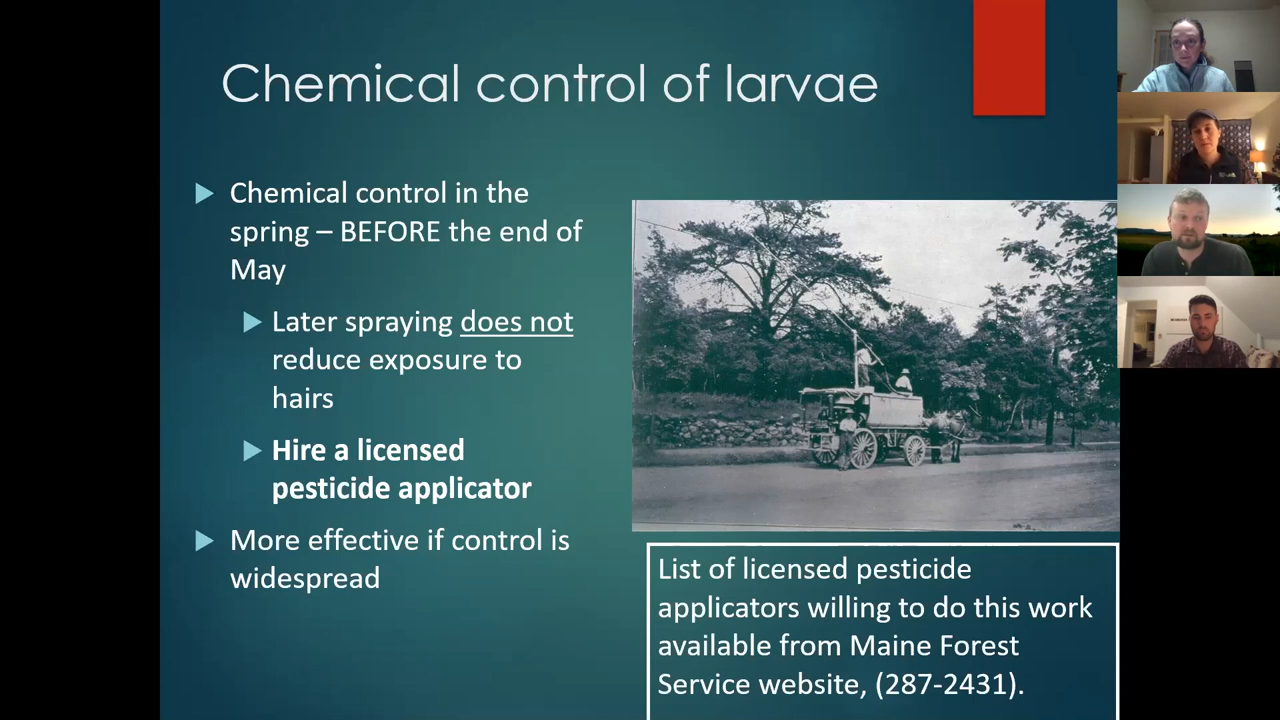 Chemical control of larvae
Chemical control in the
spring – BEFORE the end of
May
Later spraying does not
reduce exposure to
hairs
Hire a licensed
pesticide applicator
More effective if control is
widespread
List of licensed pesticide
applicators willing to do this work
available from Maine Forest
Service website, (287-2431).